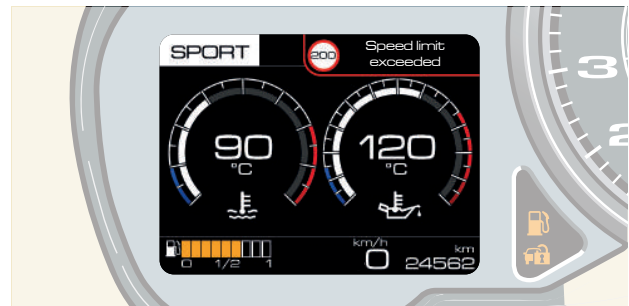 SPORT
200
Speed limit
exceeded
3
2
90
°C
120
°C
0 1/2 1
km/h
0
km
24562